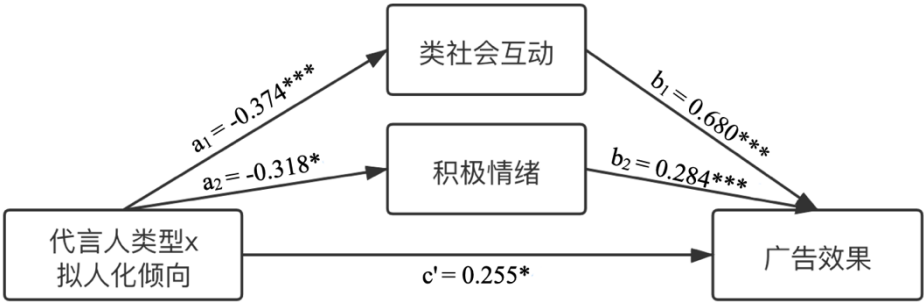 类社会互动
a₁ = -0.374***
b₁ = 0.680***
积极情绪
a₂ = -0.318*
b₂ = 0.284***
代言人类型x
拟人化倾向
广告效果
c' = 0.255*